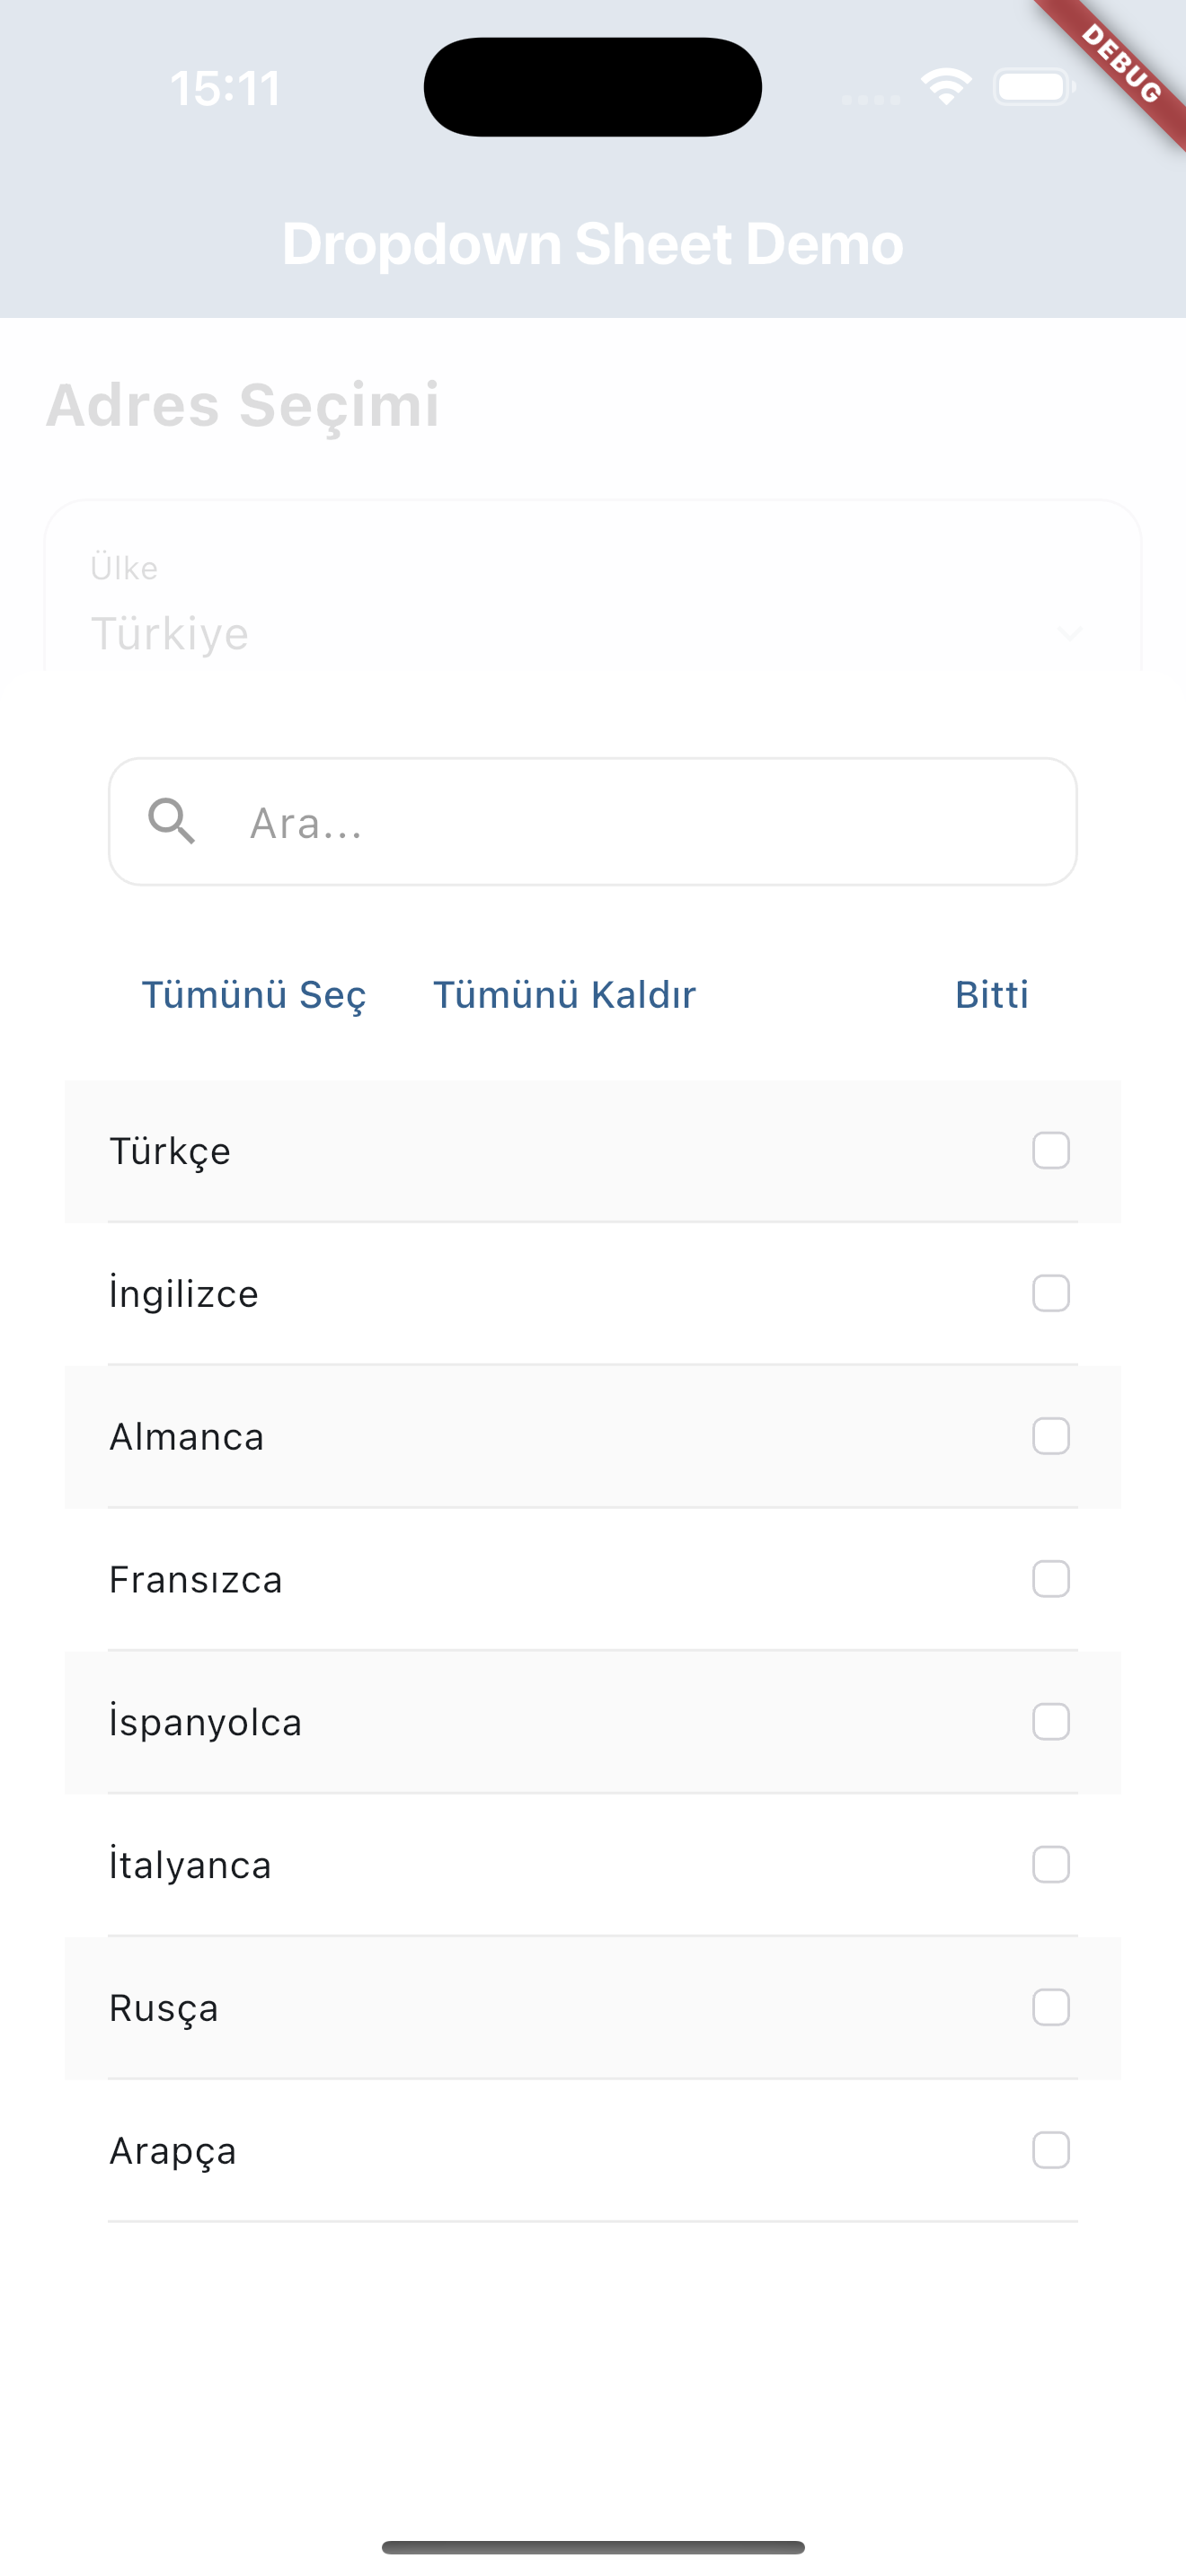 15:11
DEBUG
Dropdown Sheet Demo
Adres Seçimi
Ülke
Türkiye
Ara...
Tümünü Seç Tümünü Kaldır Bitti
Türkçe
İngilizce
Almanca
Fransızca
İspanyolca
İtalyanca
Rusça
Arapça